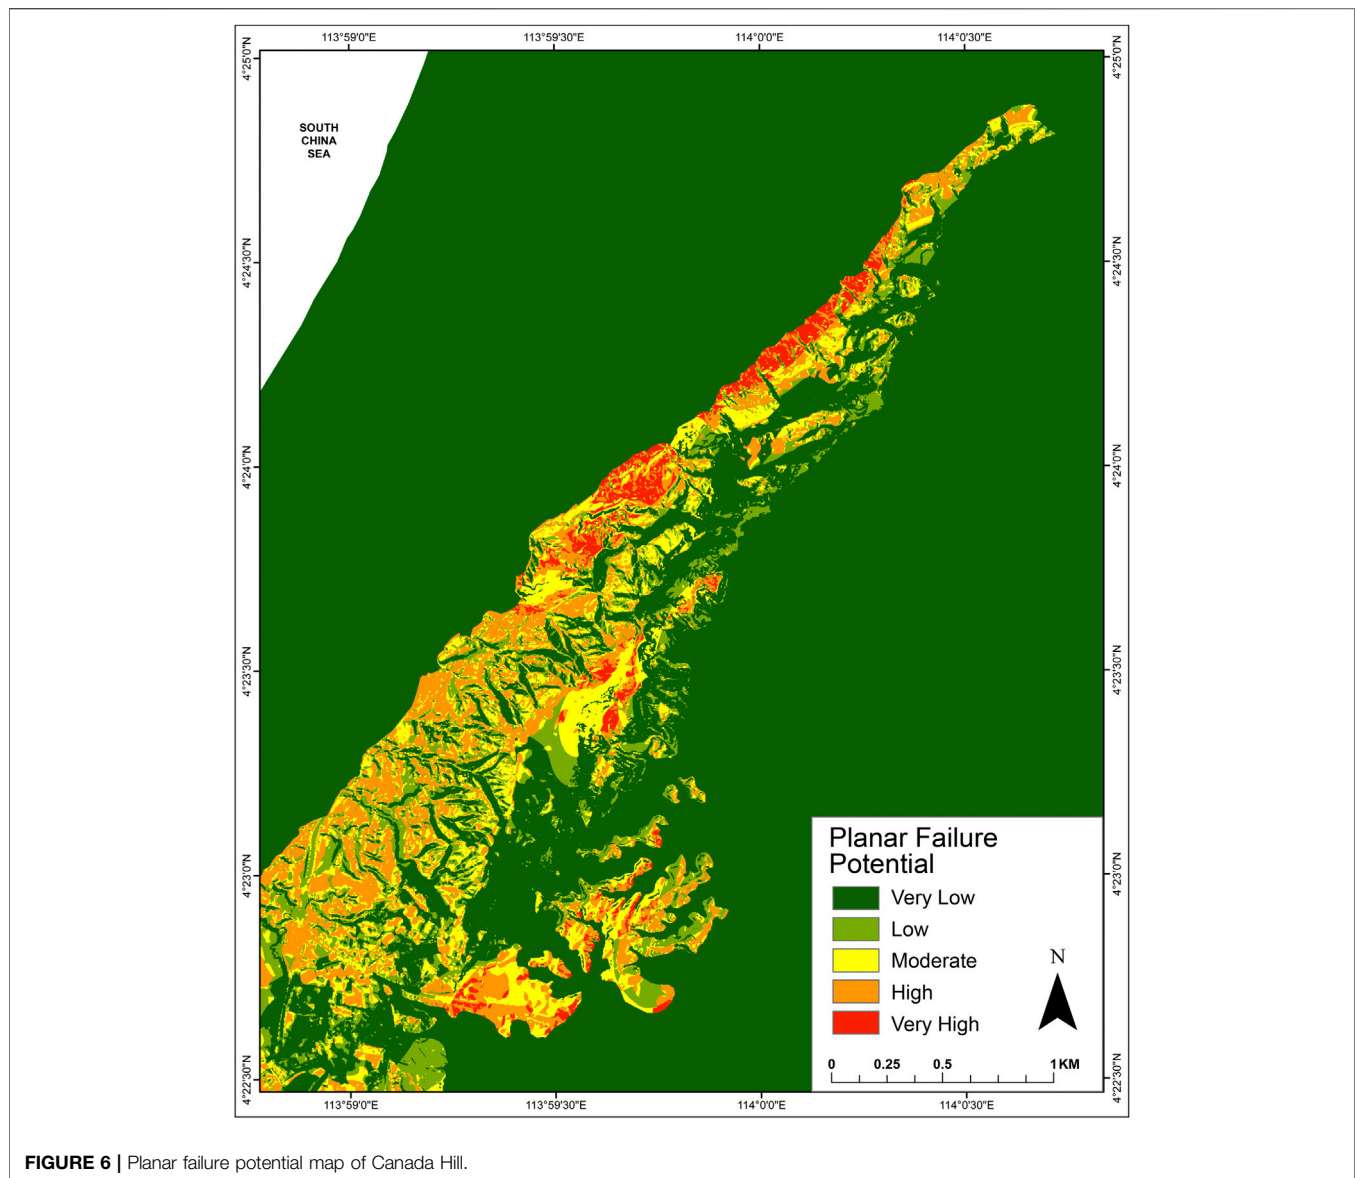 113°59'0"E 113°59'30"E 114°0'0"E 114°0'30"E
4°25'0"N
4°25'0"N
SOUTH
CHINA
SEA
4°24'30"N
4°24'30"N
4°24'0"N
4°24'0"N
4°23'30"N
4°23'30"N
4°23'0"N
4°23'0"N
4°22'30"N
4°22'30"N
Planar Failure
Potential
Very Low
Low
Moderate
High
Very High
N
0 0.25 0.5 1KM
113°59'0"E 113°59'30"E 114°0'0"E 114°0'30"E
FIGURE 6 | Planar failure potential map of Canada Hill.